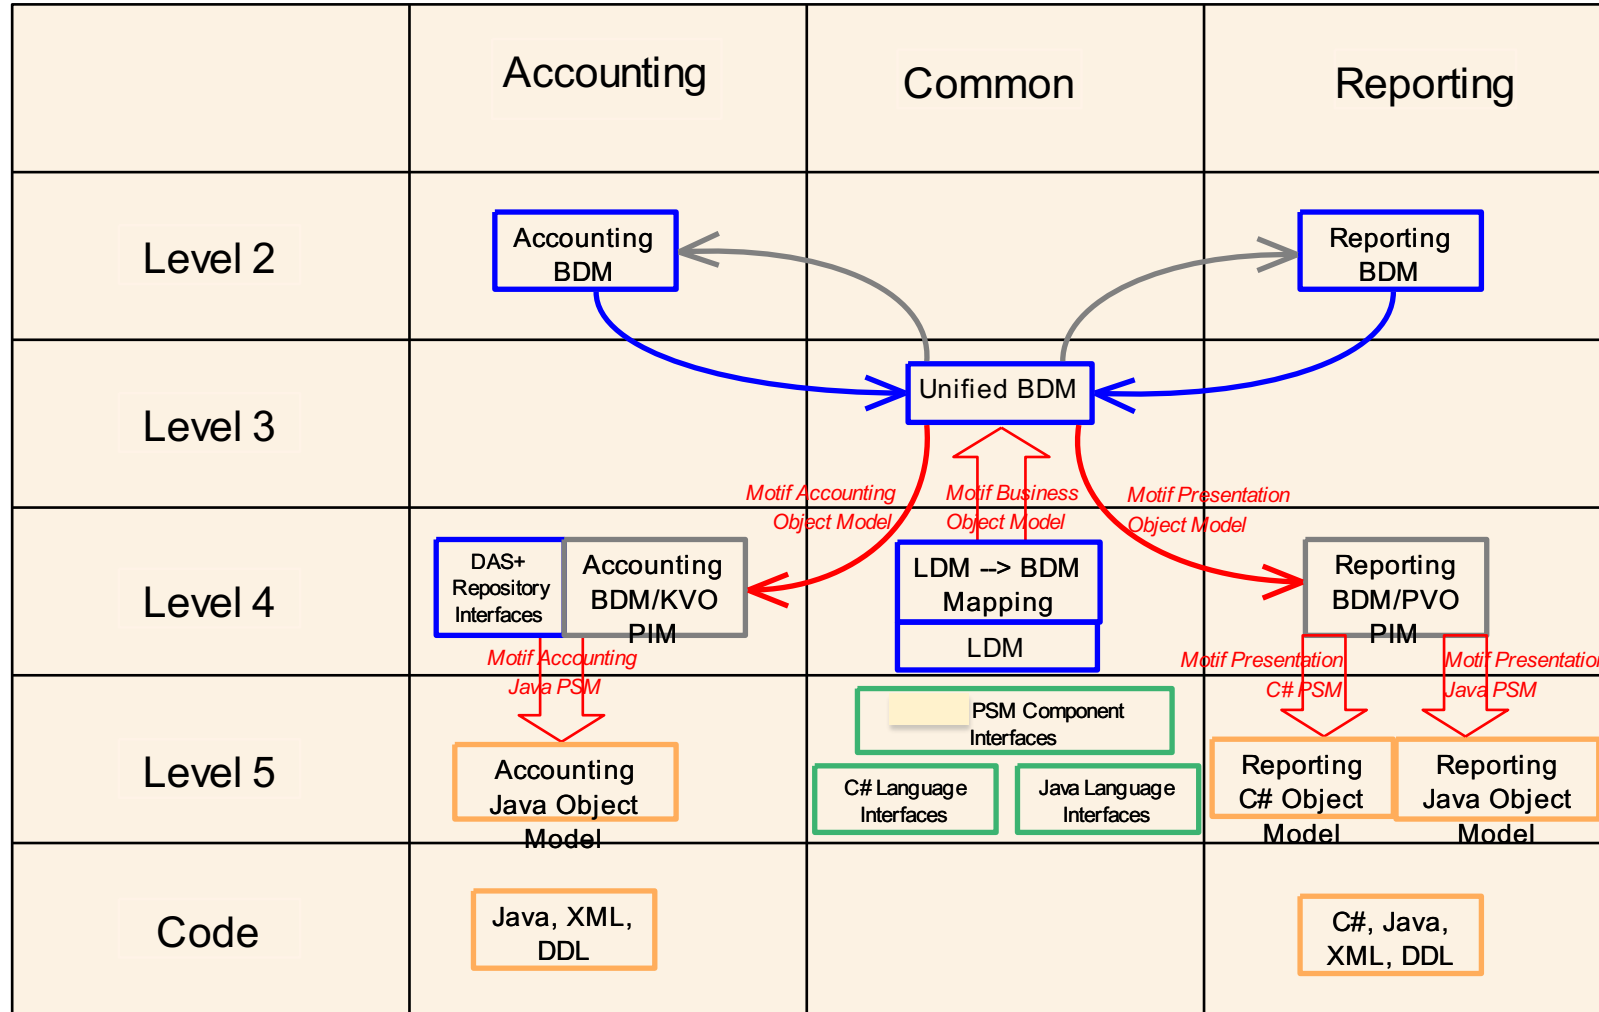 Accounting
Common
Reporting
Level 2
Accounting
BDM
Reporting
BDM
Level 3
Unified BDM
Motif Accounting
Object Model
Motif Business
Object Model
Motif Presentation
Object Model
Level 4
DAS+
Repository
Interfaces
Accounting
BDM/KVO
PIM
LDM --> BDM
Mapping
LDM
Reporting
BDM/PVO
PIM
Motif Accounting
Java PSM
Motif Presentation
C# PSM
Motif Presentation
Java PSM
Level 5
Accounting
Java Object
Model
PSM Component
Interfaces
C# Language
Interfaces
Java Language
Interfaces
Reporting
C# Object
Model
Reporting
Java Object
Model
Code
Java, XML,
DDL
C#, Java,
XML, DDL